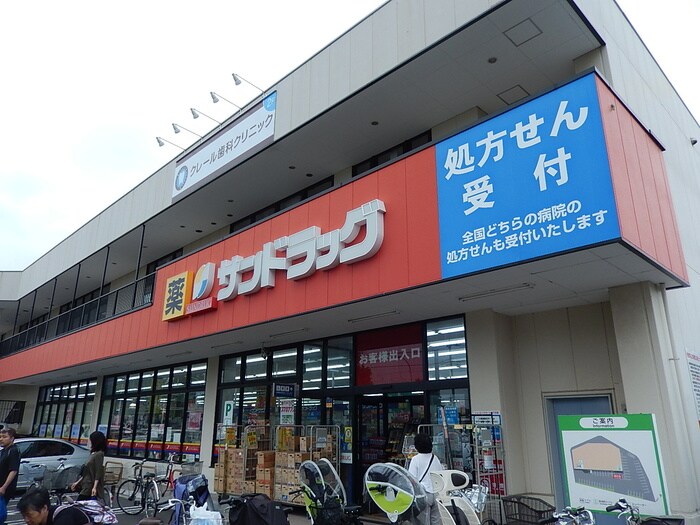 クレール歯科クリニック
処方せん
受付
全国どちらの病院の
処方せんも受付いたします
薬
サンドラッグ
お客様出入口
P
ご案内